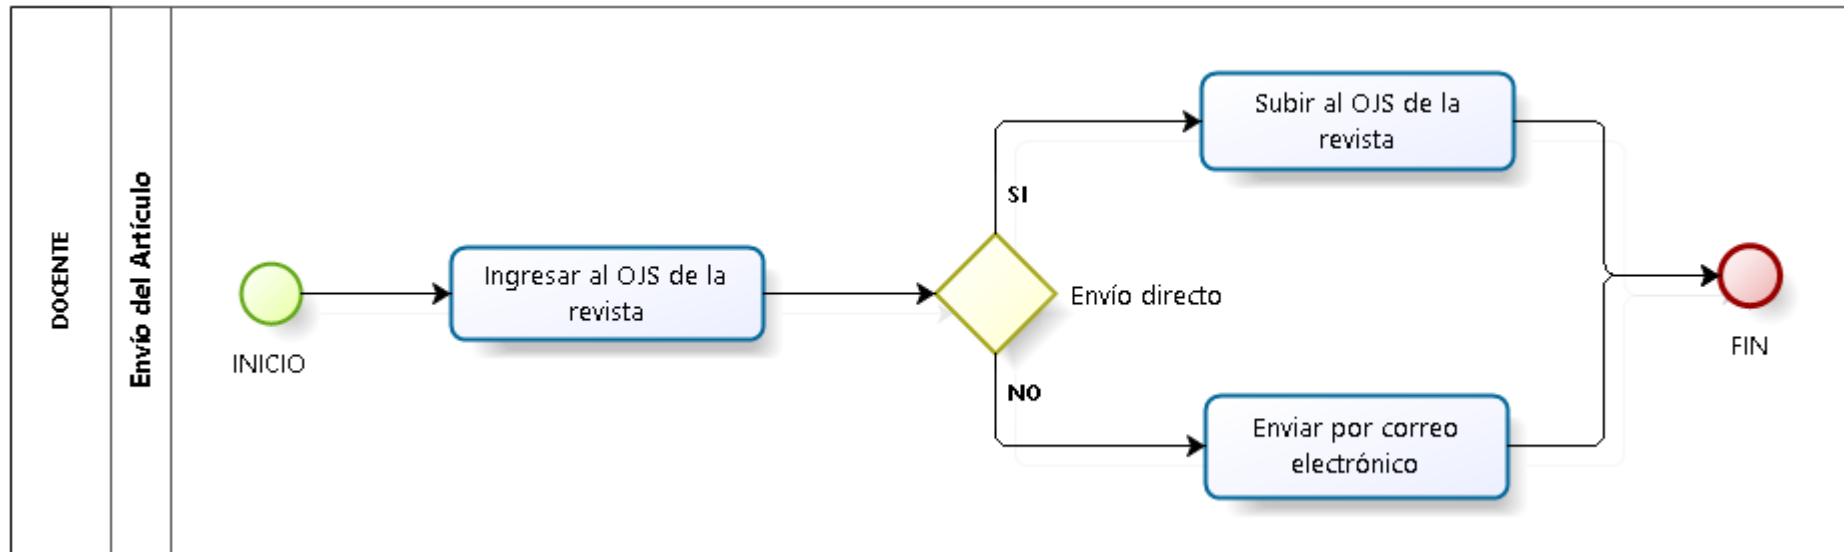 DOCENTE
Envío del Artículo
INICIO
Ingresar al OJS de la
revista
Envío directo
SI
Subir al OJS de la
revista
NO
Enviar por correo
electrónico
FIN